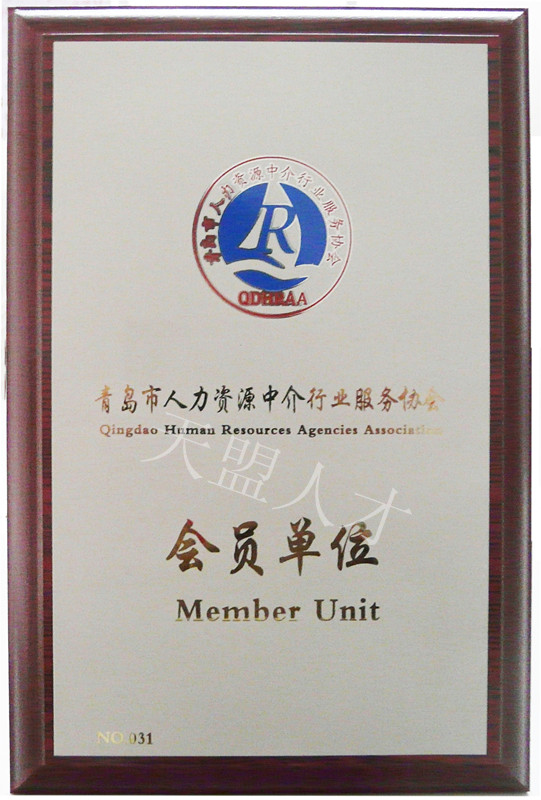 青岛市人力资源中介行业服务协会
R
QDHRAA
青岛市人力资源中介行业服务协会
Qingdao Human Resources Agencies Association
天盟人才
会员单位
Member Unit
NO.031